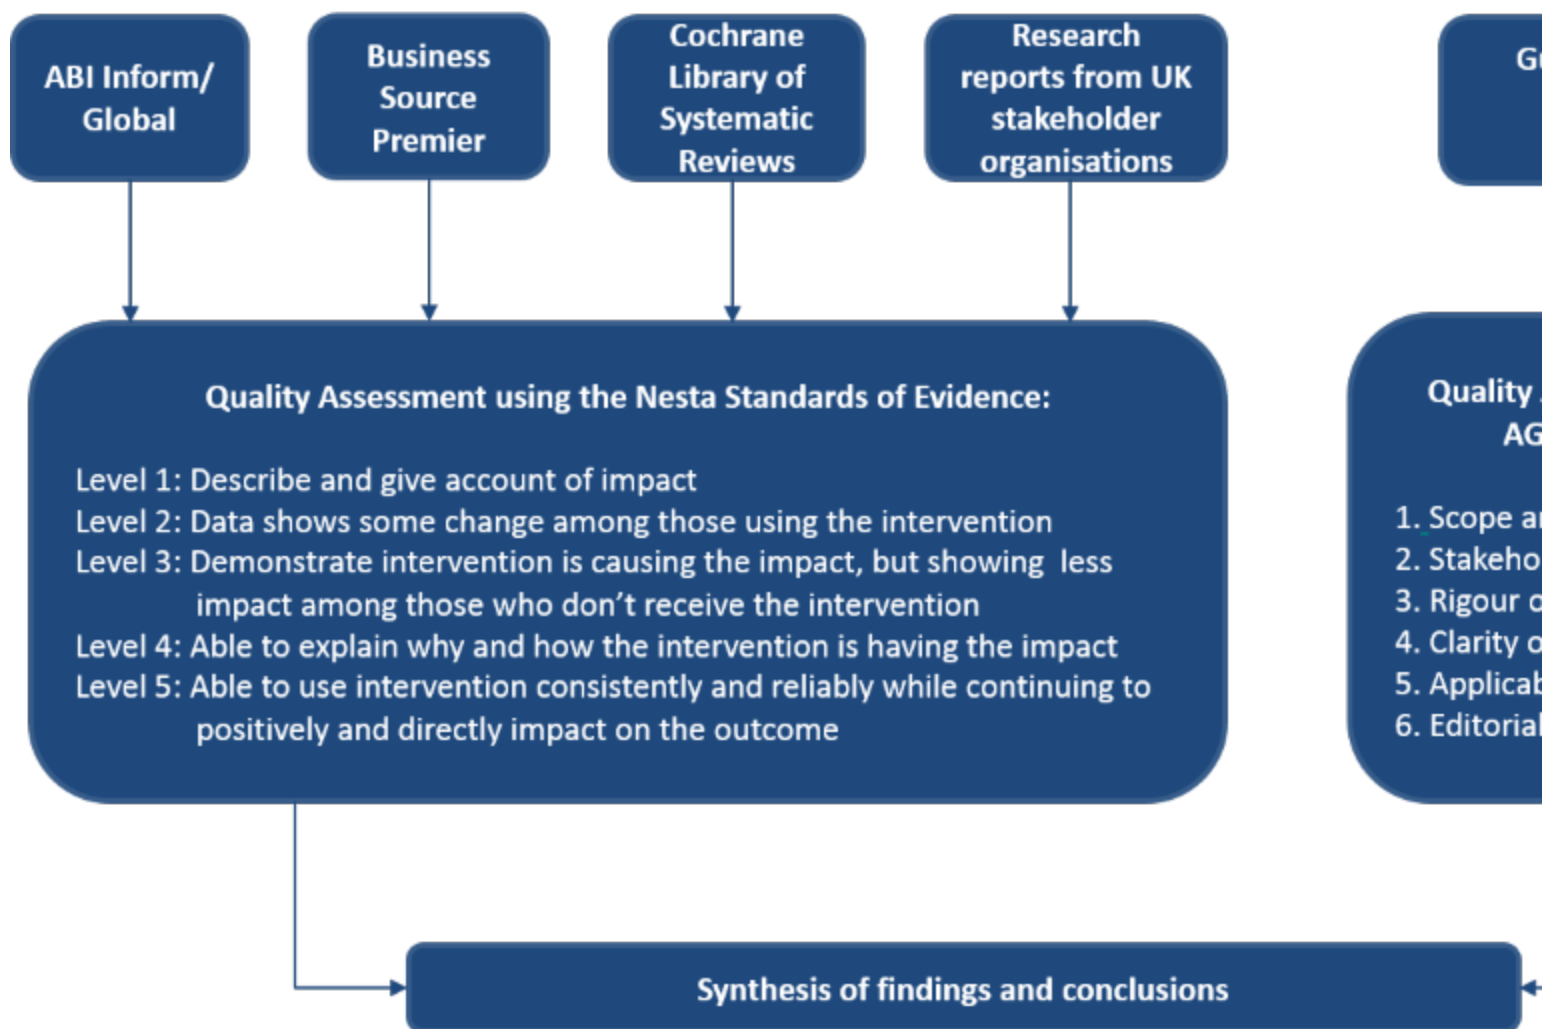 ABI Inform/
Global
Business
Source
Premier
Cochrane
Library of
Systematic
Reviews
Research
reports from UK
stakeholder
organisations
Quality Assessment using the Nesta Standards of Evidence:
Level 1: Describe and give account of impact
Level 2: Data shows some change among those using the intervention
Level 3: Demonstrate intervention is causing the impact, but showing  less
impact among those who don’t receive the intervention
Level 4: Able to explain why and how the intervention is having the impact
Level 5: Able to use intervention consistently and reliably while continuing to
positively and directly impact on the outcome
Quality
1. Scope
2.
3. Rigour
4. Clarity
5.
6. Editorial
Synthesis of findings and conclusions